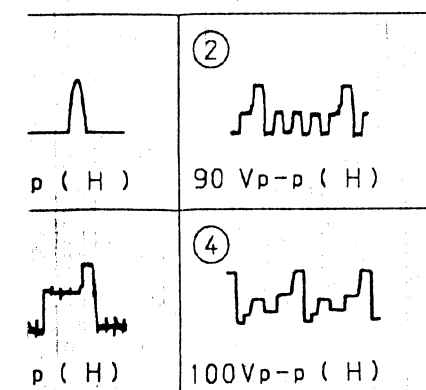 ②
p ( H )
90 Vp-p ( H )
④
p ( H )
100Vp-p ( H )